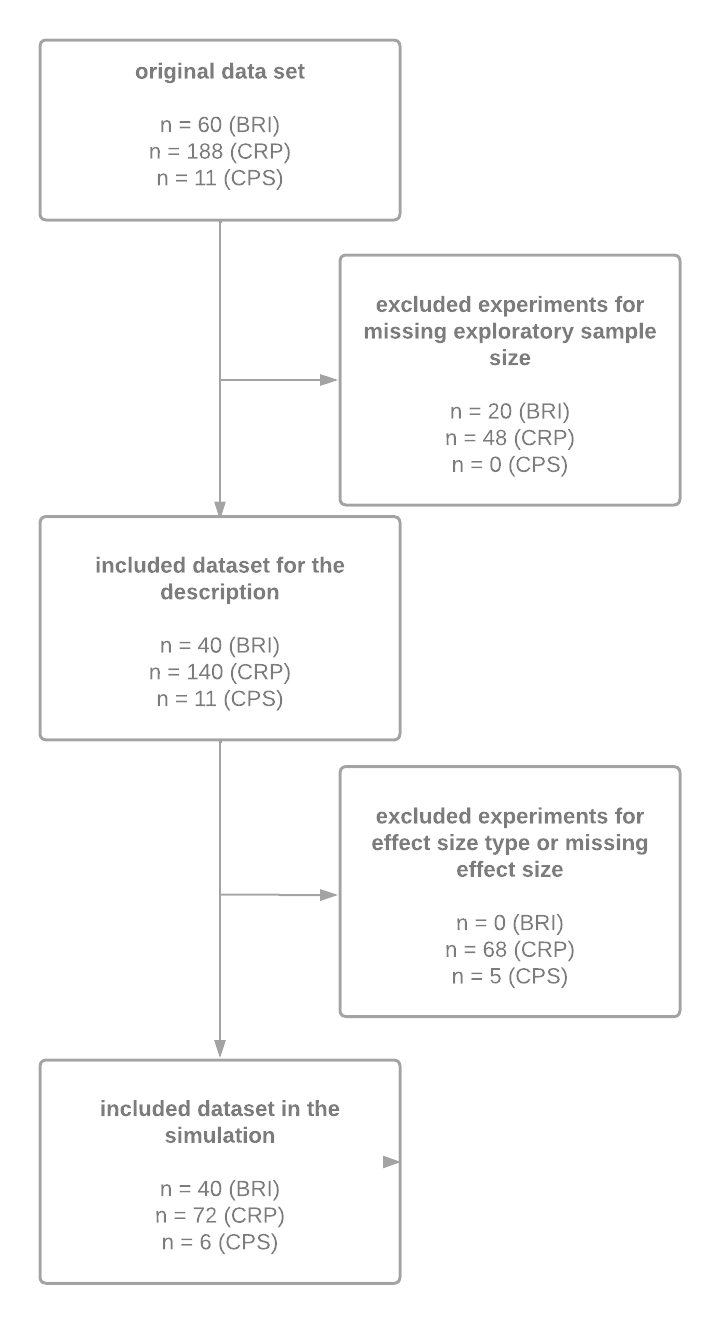 original data set
n = 60 (BRI)
n = 188 (CRP)
n = 11 (CPS)
excluded experiments for
missing exploratory sample
size
n = 20 (BRI)
n = 48 (CRP)
n = 0 (CPS)
included dataset for the
description
n = 40 (BRI)
n = 140 (CRP)
n = 11 (CPS)
excluded experiments for
effect size type or missing
effect size
n = 0 (BRI)
n = 68 (CRP)
n = 5 (CPS)
included dataset in the
simulation
n = 40 (BRI)
n = 72 (CRP)
n = 6 (CPS)